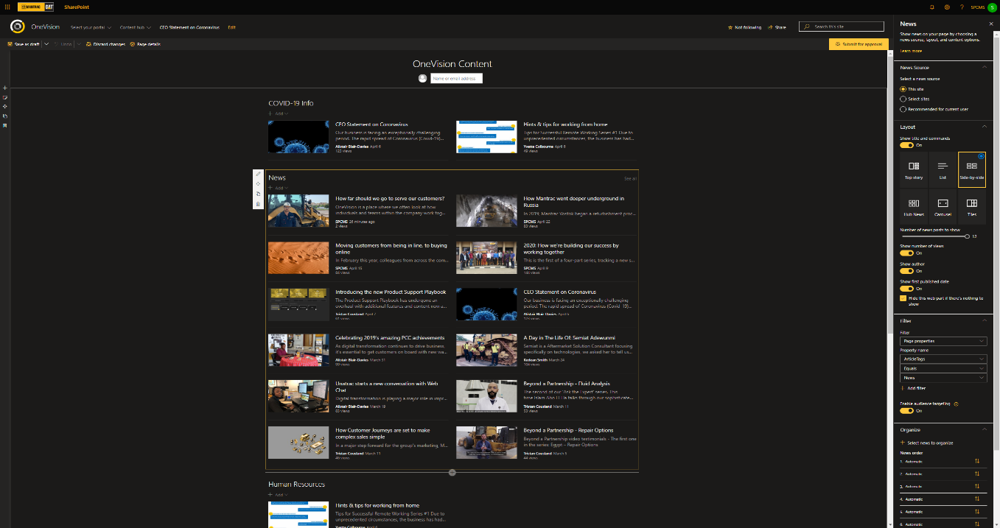 MANTRAC CAT
SharePoint
SPCMS
S
OneVision
Select your portal
Content hub
CEO Statement on Coronavirus
Edit
Not following
Share
Search this site
Save as draft
Undo
Discard changes
Page details
Submit for approval
OneVision Content
Name or email address
COVID-19 Info
Add
CEO Statement on Coronavirus
Our business is facing an exceptionally challenging
period. The rapid spread of Coronavirus (Covid-19)...
Alistair Blair-Davies April 6
123 views
Hints & tips for working from home
Tips for Successful Remote Working Series #1 Due to
unprecedented circumstances, the business has had...
Yvette Colbourne April 6
49 views
News
See all
Add
How far should we go to serve our customers?
OneVision is a place where we often look at how
individuals and teams within the company work tog...
SPCMS 26 minutes ago
2 views
How Mantrac went deeper underground in
Russia
In 2019, Mantrac Vostok began a refurbishment proc...
SPCMS April 22
83 views
Moving customers from being in line, to buying
online
In February this year, colleagues from across the com...
SPCMS April 15
84 views
2020: How we're building our success by
working together
This is the first of a four-part series, tracking a new s...
SPCMS April 9
144 views
Introducing the new Product Support Playbook
The Product Support Playbook has undergone an
overhaul with additional features and content now a...
Tristan Cousland April 7
61 views
CEO Statement on Coronavirus
Our business is facing an exceptionally challenging
period. The rapid spread of Coronavirus (Covid-19)...
Alistair Blair-Davies April 6
123 views
Celebrating 2019's amazing PCC achievements
As digital transformation continues to drive business,
it's essential to get customers on board with new wa...
Alistair Blair-Davies March 31
99 views
A Day in The Life Of: Semiat Adewunmi
Semiat is a Aftermarket Solution Consultant focusing
specifically on technologies, we asked her to tell us...
Kodean Smith March 24
104 views
Unatrac starts a new conversation with Web
Chat
Digital transformation is playing a major role in impr...
Alistair Blair-Davies March 19
63 views
Beyond a Partnership - Fluid Analysis
The second of our 'Ask the Expert' series. This
time Islam Abo El Ela talks through our sophisticate...
Tristan Cousland March 11
53 views
How Customer Journeys are set to make
complex sales simple
In a major step forward for the group's marketing, M...
Tristan Cousland March 11
46 views
Beyond a Partnership - Repair Options
Beyond a Partnership video testimonials - The first one
in the series: Egypt – Repair Options
Tristan Cousland March 5
44 views
Human Resources
Add
Hints & tips for working from home
Tips for Successful Remote Working Series #1 Due to
unprecedented circumstances, the business has had...
Yvette Colbourne April 6
News
Show news on your page by choosing a
news source, layout, and content options.
Learn more
News Source
Select a news source
This site
Select sites
Recommended for current user
Layout
Show title and commands
On
Top story
List
Side-by-side
Hub News
Carousel
Tiles
Number of news posts to show
12
Show number of views
On
Show author
On
Show first published date
On
Hide this web part if there's nothing to
show
Filter
Filter
Page properties
Property name
ArticleTags
Equals
News
Add filter
Enable audience targeting
On
Organize
Select news to organize
News order
1. Automatic
2. Automatic
3. Automatic
4. Automatic
5. Automatic
6. Automatic